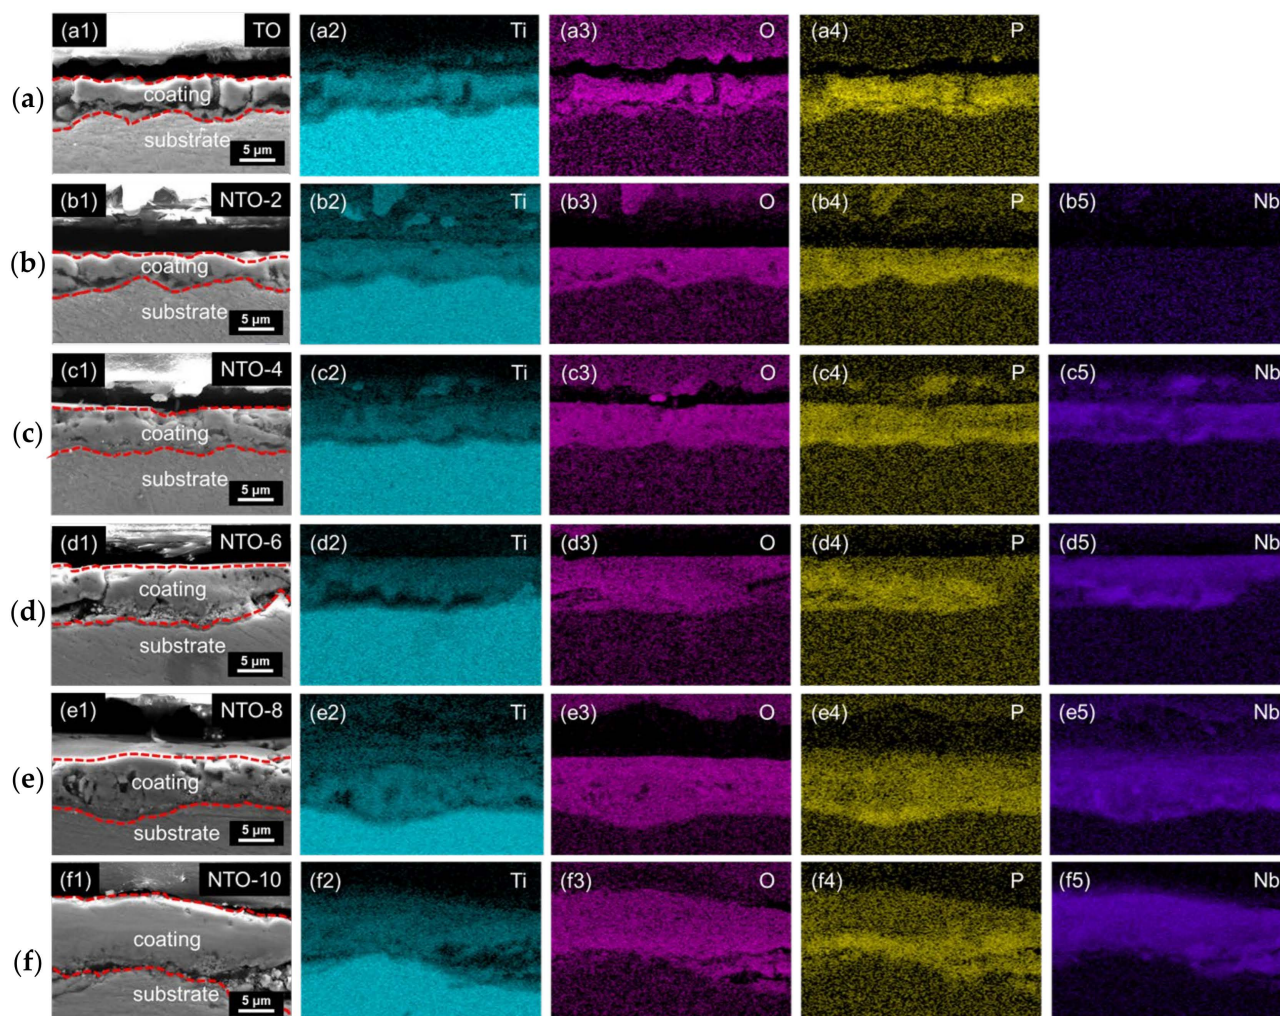 (a)
(a1) TO
coating
substrate
5 µm
(a2) Ti
(a3) O
(a4) P
(b)
(b1) NTO-2
coating
substrate
5 µm
(b2) Ti
(b3) O
(b4) P
(b5) Nb
(c)
(c1) NTO-4
coating
substrate
5 µm
(c2) Ti
(c3) O
(c4) P
(c5) Nb
(d)
(d1) NTO-6
coating
substrate
5 µm
(d2) Ti
(d3) O
(d4) P
(d5) Nb
(e)
(e1) NTO-8
coating
substrate
5 µm
(e2) Ti
(e3) O
(e4) P
(e5) Nb
(f)
(f1) NTO-10
coating
substrate
5 µm
(f2) Ti
(f3) O
(f4) P
(f5) Nb